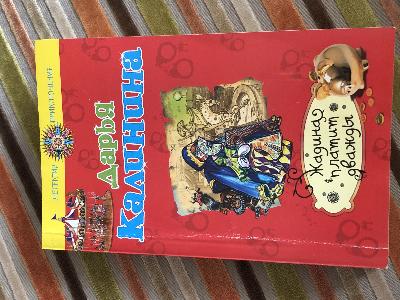 Дарья
Калинина
Жадина
платит
дважды